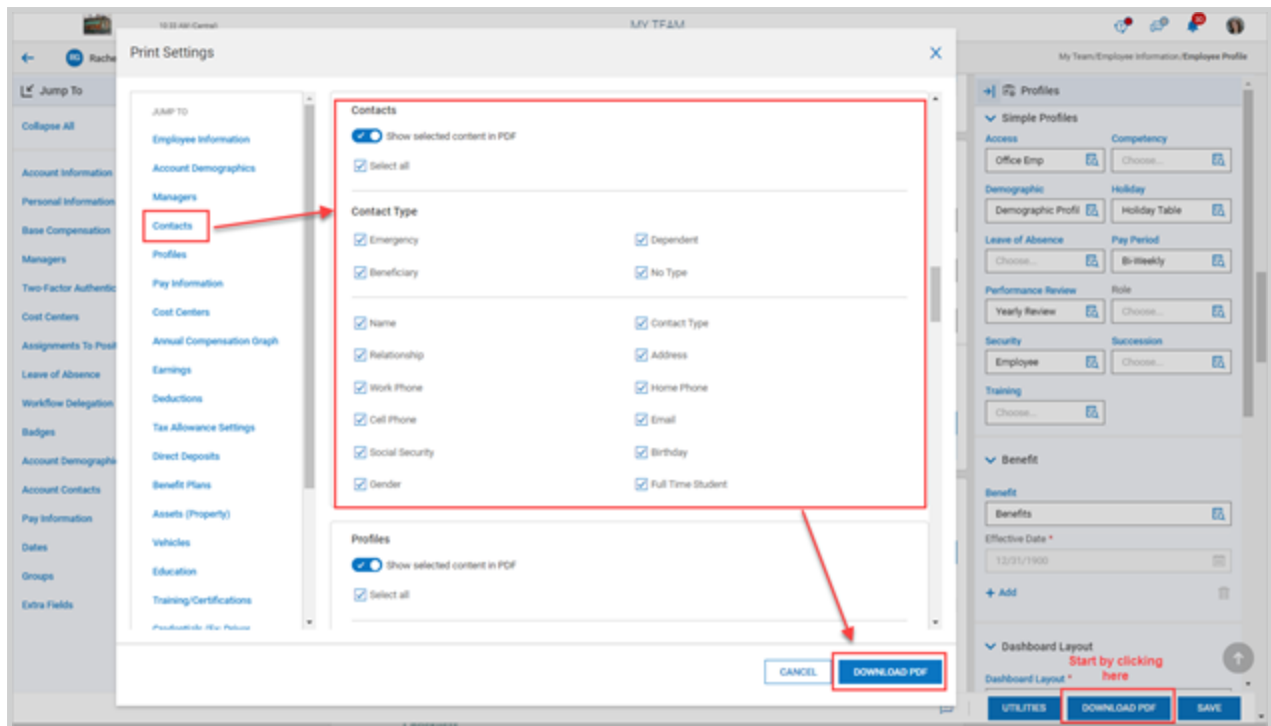 10:32 AM (Carmel)
MY TEAM
Rache
My Team/Employee Information/Employee Profile
Jump To
Collapse All
Account Information
Personal Information
Base Compensation
Managers
Two-Factor Authentic
Cost Centers
Assignments To Posit
Leave of Absence
Workflow Delegation
Badges
Account Demographi
Account Contacts
Pay Information
Dates
Groups
Extra Fields
Print Settings
JUMP TO
Employee Information
Account Demographics
Managers
Contacts
Profiles
Pay Information
Cost Centers
Annual Compensation Graph
Earnings
Deductions
Tax Allowance Settings
Direct Deposits
Benefit Plans
Assets (Property)
Vehicles
Education
Training/Certifications
Contacts
Show selected content in PDF
Select all
Contact Type
Emergency Dependent
Beneficiary No Type
Name Contact Type
Relationship Address
Work Phone Home Phone
Cell Phone Email
Social Security Birthday
Gender Full Time Student
Profiles
Show selected content in PDF
Select all
CANCEL DOWNLOAD PDF
Profiles
Simple Profiles
Access Competency
Office Emp Choose...
Demographic Holiday
Demographic Profil Holiday Table
Leave of Absence Pay Period
Choose... Bi-Weekly
Performance Review Role
Yearly Review Choose...
Security Succession
Employee Choose...
Training
Choose...
Benefit
Benefit
Benefits
Effective Date *
12/31/1900
+ Add
Dashboard Layout
Start by clicking
here
Dashboard Layout *
UTILITIES DOWNLOAD PDF SAVE